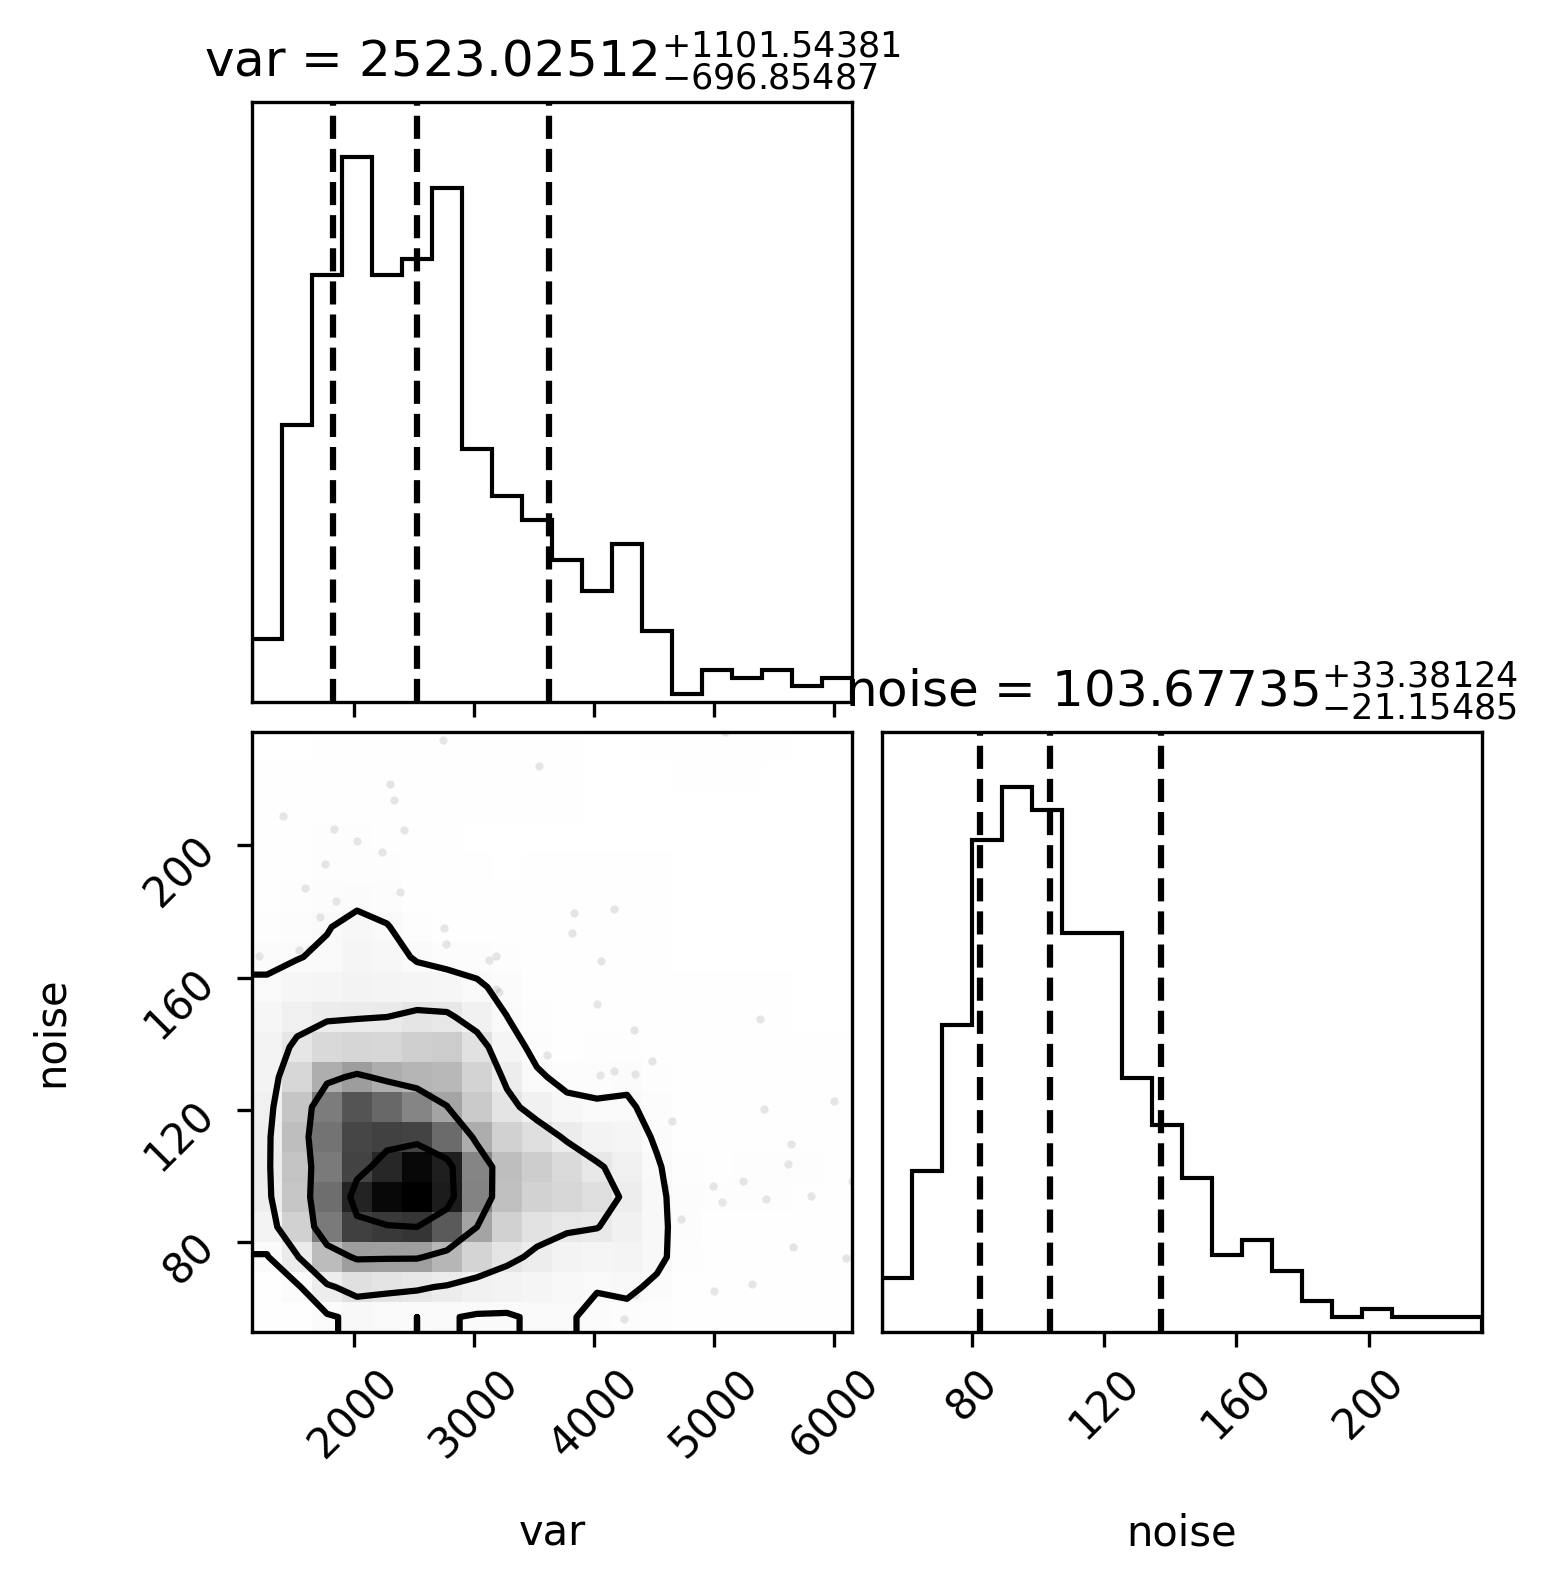 var = 2523.02512+1101.54381−696.85487
noise = 103.67735+33.38124−21.15485
200
160
120
80
noise
2000 3000 4000 5000 6000
80 120 160 200
var
noise